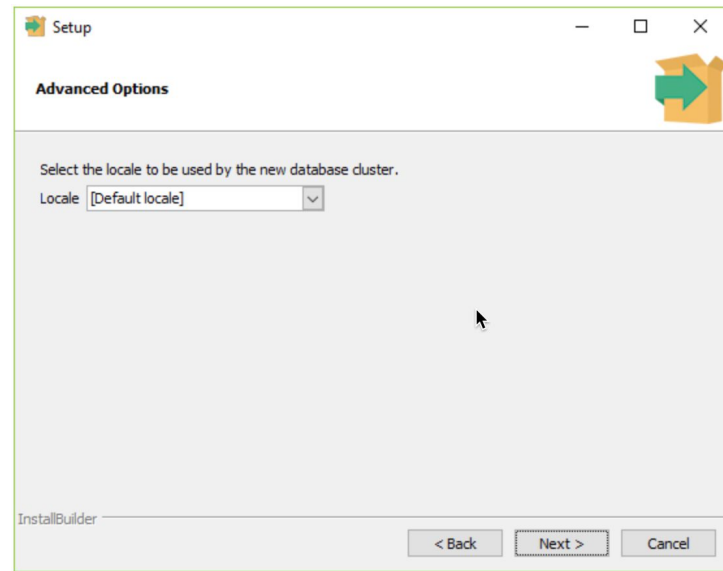 Setup
Advanced Options
Select the locale to be used by the new database cluster.
Locale [Default locale]
InstallBuilder
< Back Next > Cancel